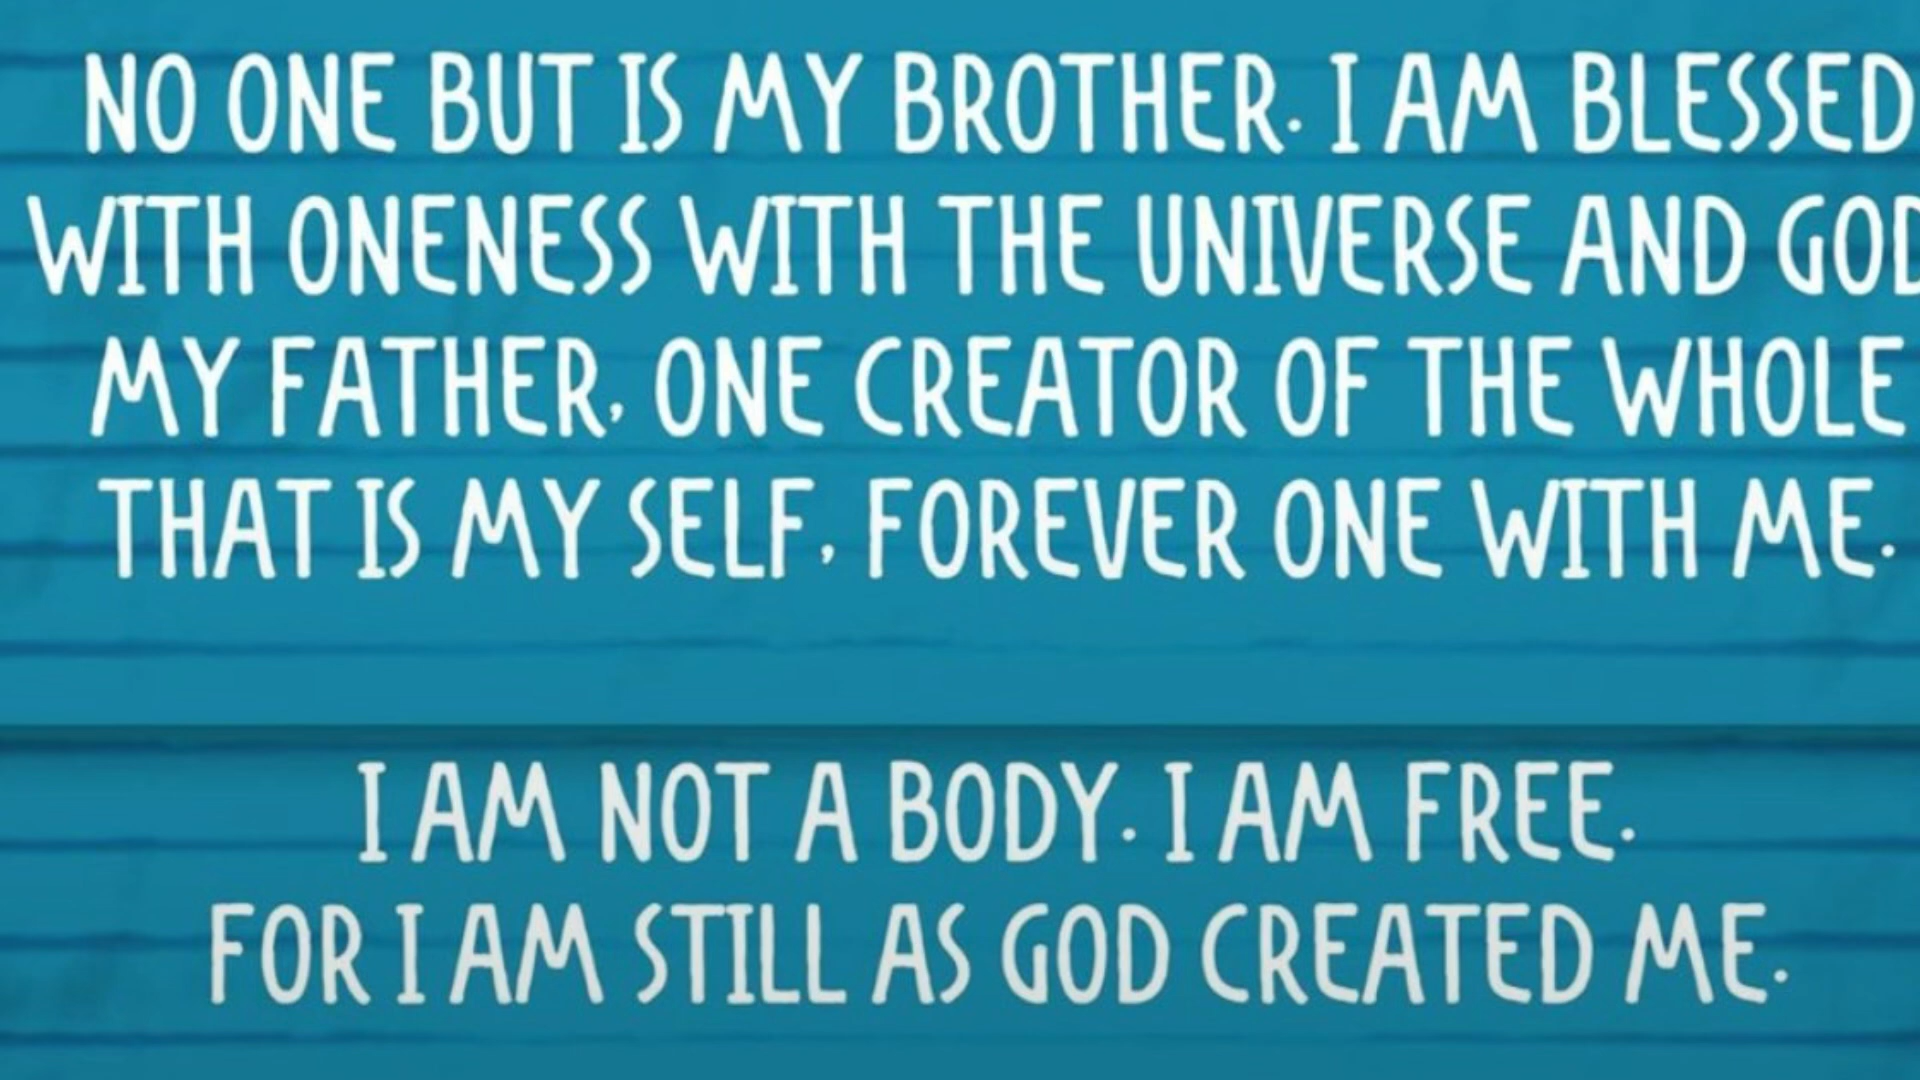 NO ONE BUT IS MY BROTHER. I AM BLESSED
WITH ONENESS WITH THE UNIVERSE AND GOD
MY FATHER, ONE CREATOR OF THE WHOLE
THAT IS MY SELF, FOREVER ONE WITH ME.
I AM NOT A BODY. I AM FREE.
FOR I AM STILL AS GOD CREATED ME.